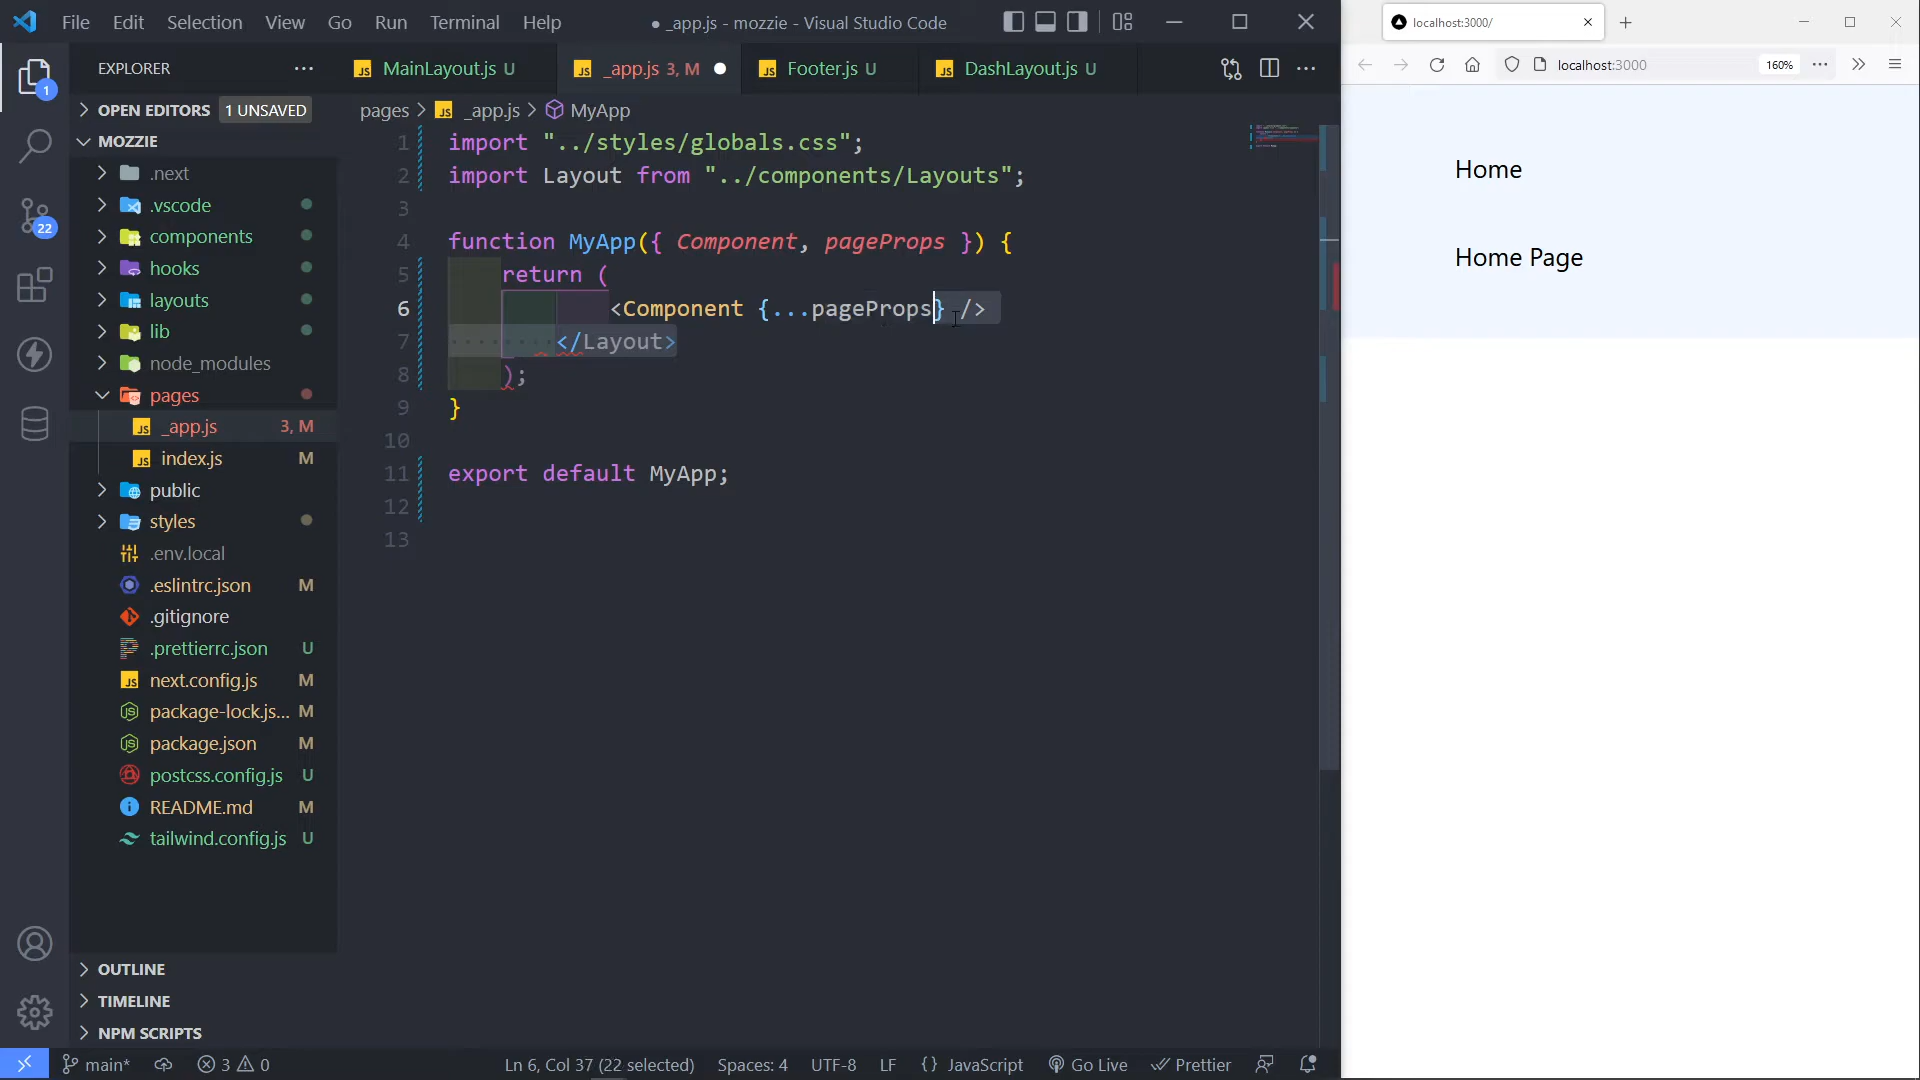 File Edit Selection View Go Run Terminal Help
● _app.js - mozzie - Visual Studio Code
EXPLORER
OPEN EDITORS 1 UNSAVED
MOZZIE
.next
.vscode
components
hooks
layouts
lib
node_modules
pages
_app.js 3, M
index.js M
public
styles
.env.local
.eslintrc.json M
.gitignore
.prettierrc.json U
next.config.js M
package-lock.js... M
package.json M
postcss.config.js U
README.md M
tailwind.config.js U
OUTLINE
TIMELINE
NPM SCRIPTS
1
22
MainLayout.js U
_app.js 3, M
Footer.js U
DashLayout.js U
pages > _app.js > MyApp
1 import "../styles/globals.css";
2 import Layout from "../components/Layouts";
3
4 function MyApp({ Component, pageProps }) {
5 return (
6 <Component {...pageProps} />
7 </Layout>
8 );
9 }
10
11 export default MyApp;
12
13
main* 3 0
Ln 6, Col 37 (22 selected) Spaces: 4 UTF-8 LF {} JavaScript Go Live Prettier
localhost:3000/
localhost:3000 160%
Home
Home Page